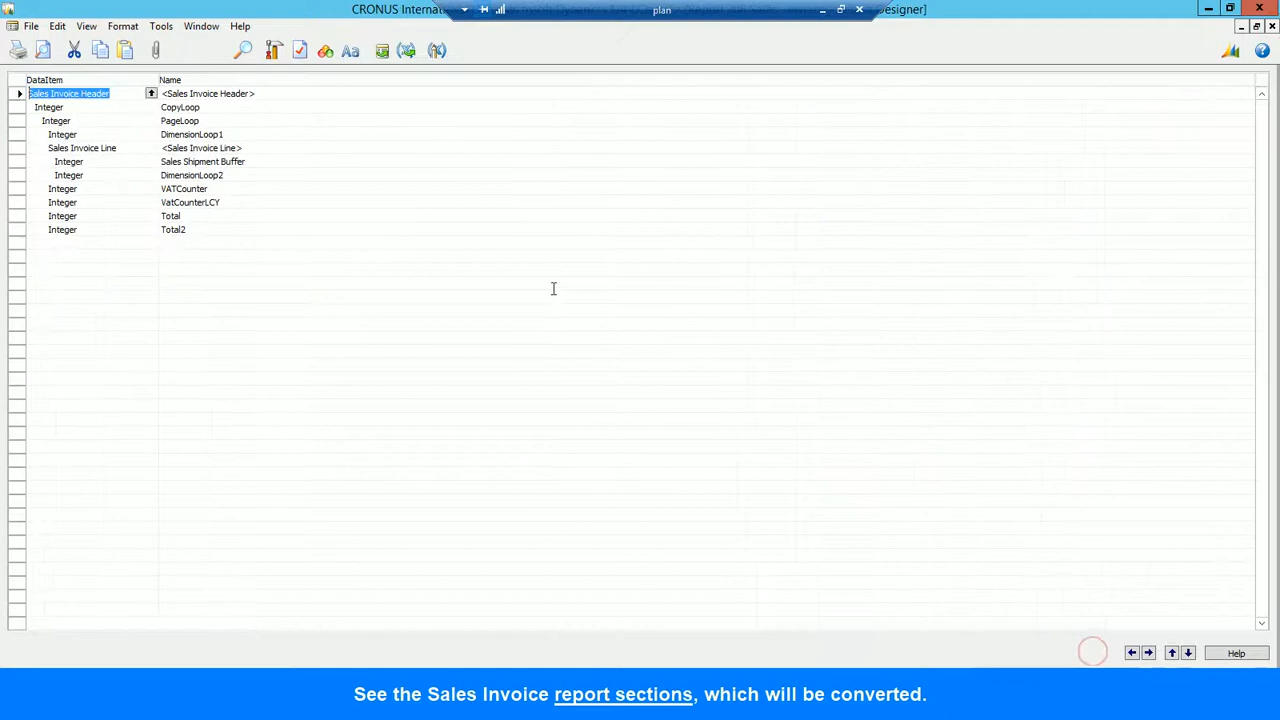 CRONUS Internat
plan
esigner]
File Edit View Format Tools Window Help
DataItem Name
Sales Invoice Header <Sales Invoice Header>
Integer CopyLoop
Integer PageLoop
Integer DimensionLoop1
Sales Invoice Line <Sales Invoice Line>
Integer Sales Shipment Buffer
Integer DimensionLoop2
Integer VATCounter
Integer VatCounterLCY
Integer Total
Integer Total2
Help
See the Sales Invoice report sections, which will be converted.